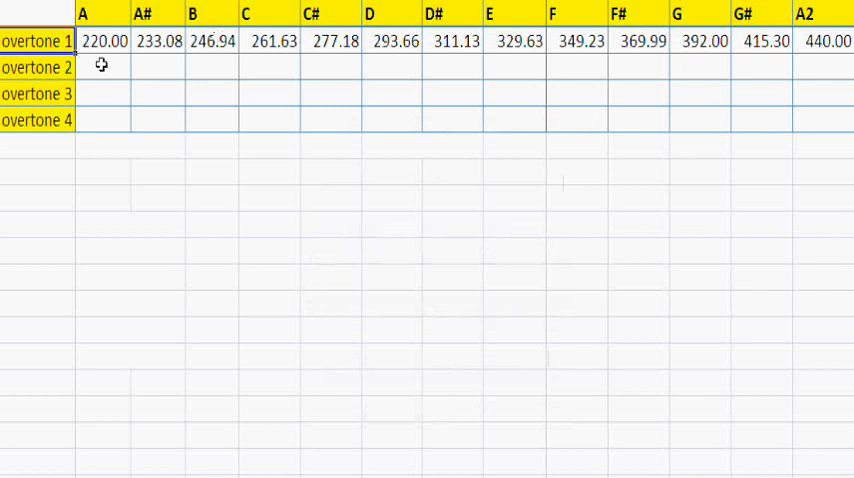 A A# B C C# D D# E F F# G G# A2
overtone 1 220.00 233.08 246.94 261.63 277.18 293.66 311.13 329.63 349.23 369.99 392.00 415.30 440.00
overtone 2
overtone 3
overtone 4